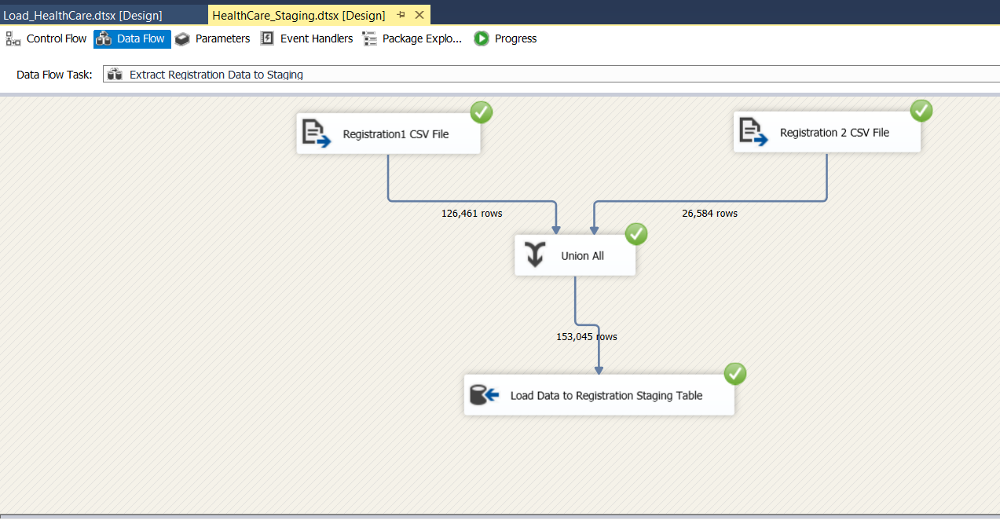 Load_HealthCare.dtsx [Design]
HealthCare_Staging.dtsx [Design]
Control Flow
Data Flow
Parameters
Event Handlers
Package Explo...
Progress
Data Flow Task:
Extract Registration Data to Staging
Registration1 CSV File
Registration 2 CSV File
126,461 rows
26,584 rows
Union All
153,045 rows
Load Data to Registration Staging Table